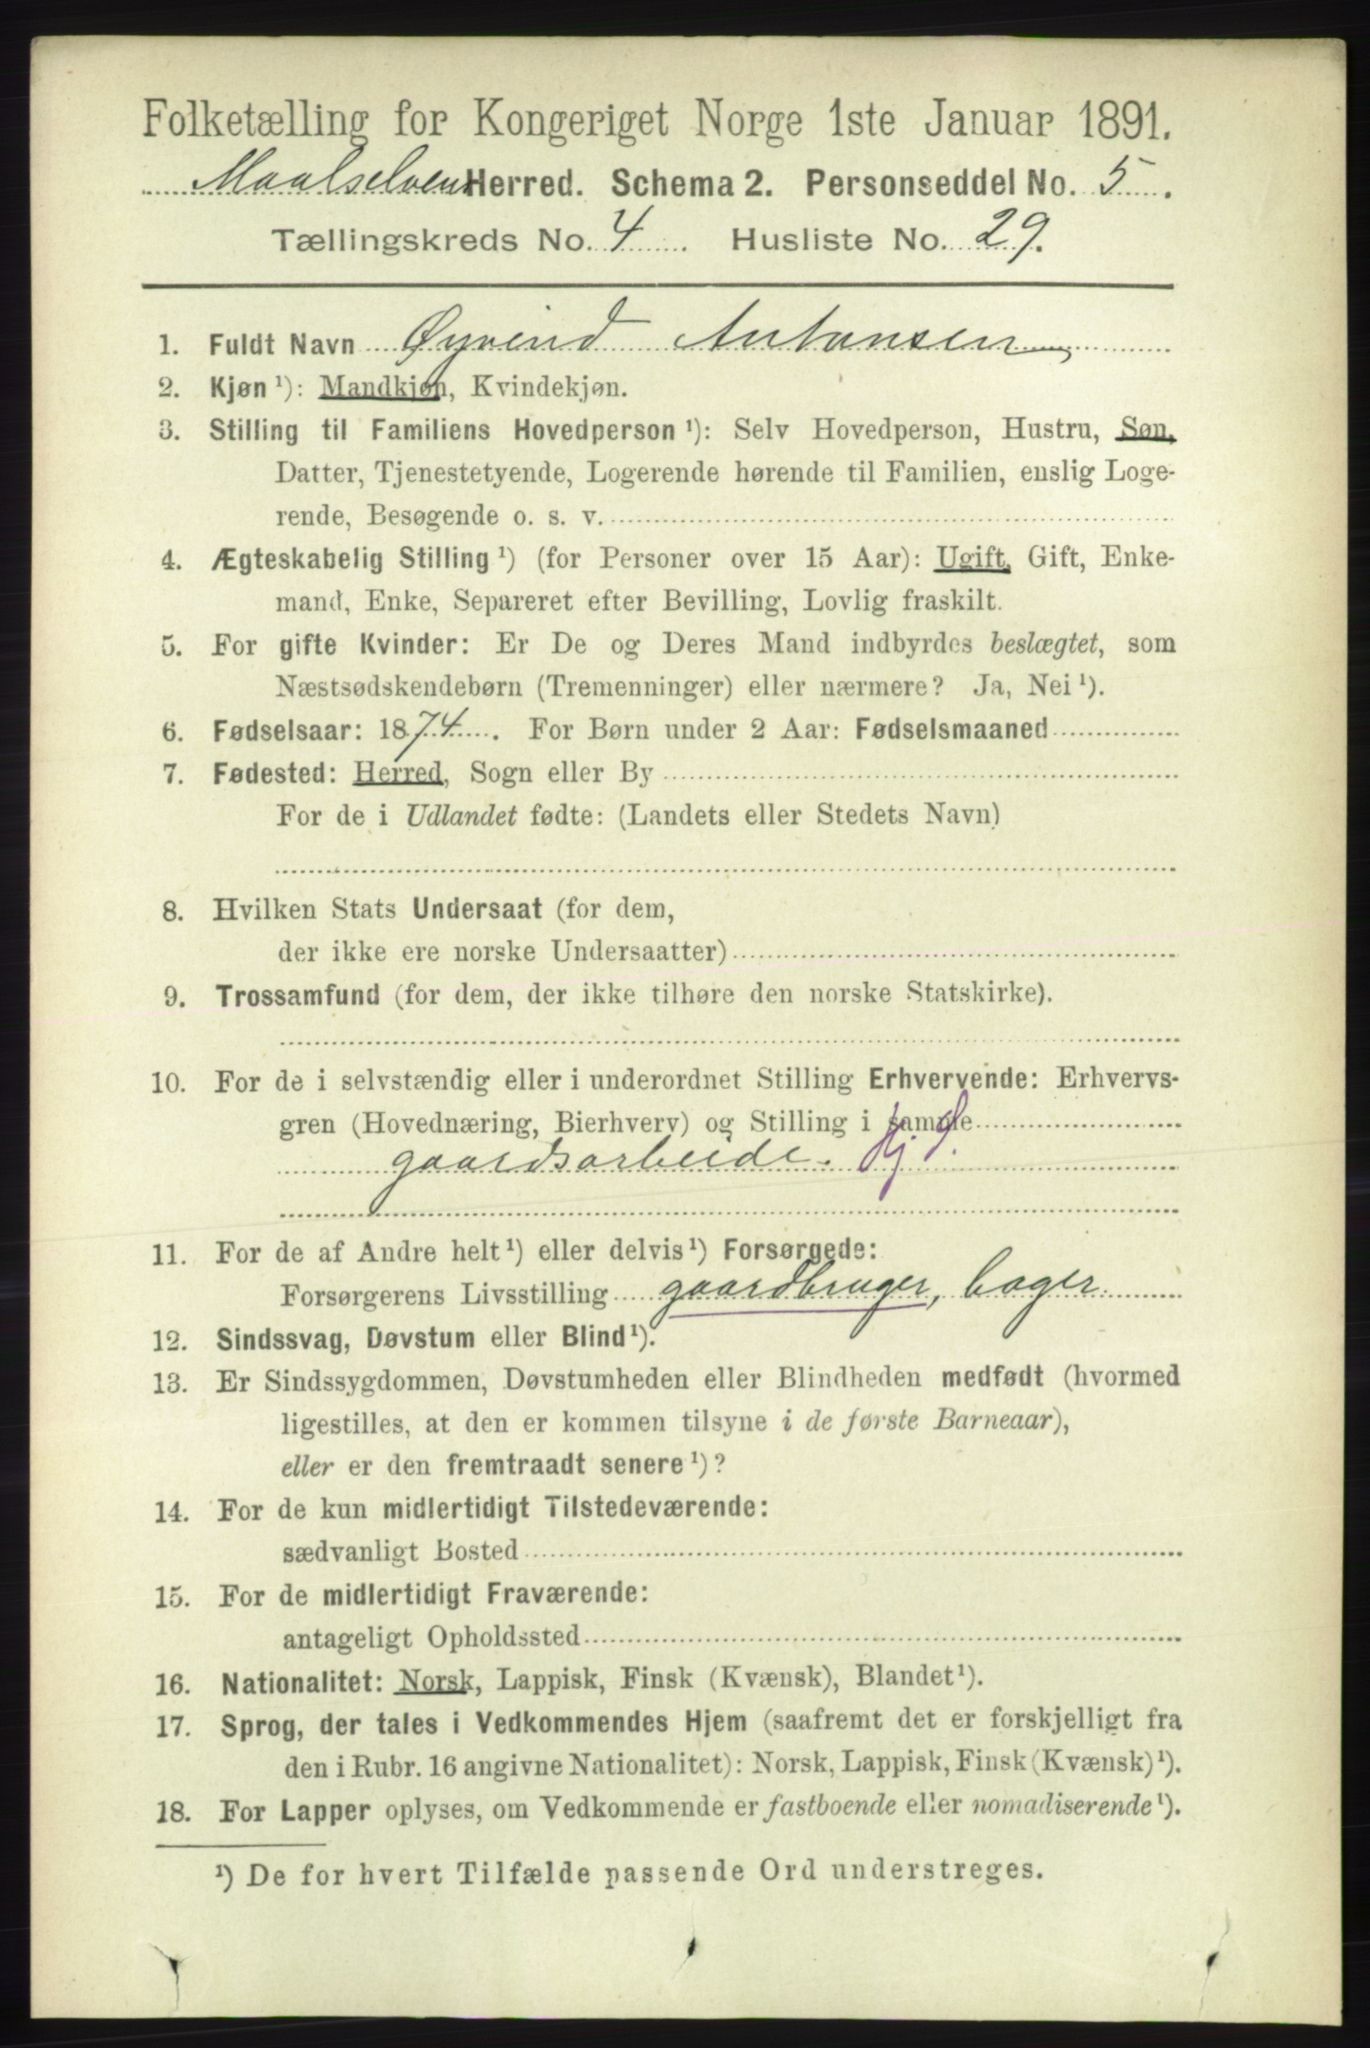 Folketælling for Kongeriget Norge 1ste Januar 1891.
Maalselven Herred. Schema 2. Personseddel No. 5.
Tællingskreds No. 4. Husliste No. 29.
1. Fuldt Navn Øyvind Antonsen
2. Kjøn ¹): Mandkjøn, Kvindekjøn.
3. Stilling til Familiens Hovedperson ¹): Selv Hovedperson, Hustru, Søn,
Datter, Tjenestetyende, Logerende hørende til Familien, enslig Loge-
rende, Besøgende o. s. v.
4. Ægteskabelig Stilling ¹) (for Personer over 15 Aar): Ugift, Gift, Enke-
mand, Enke, Separeret efter Bevilling, Lovlig fraskilt.
5. For gifte Kvinder: Er De og Deres Mand indbyrdes beslægtet, som
Næstsødskendebørn (Tremenninger) eller nærmere? Ja, Nei ¹).
6. Fødselsaar: 1874. For Børn under 2 Aar: Fødselsmaaned
7. Fødested: Herred, Sogn eller By
For de i Udlandet fødte: (Landets eller Stedets Navn)
8. Hvilken Stats Undersaat (for dem,
der ikke ere norske Undersaatter)
9. Trossamfund (for dem, der ikke tilhøre den norske Statskirke).
10. For de i selvstændig eller i underordnet Stilling Erhvervende: Erhvervs-
gren (Hovednæring, Bierhverv) og Stilling i samme
gaardsarbeide.
11. For de af Andre helt ¹) eller delvis ¹) Forsørgede:
Forsørgerens Livsstilling gaardbruger, bager
12. Sindssvag, Døvstum eller Blind ¹).
13. Er Sindssygdommen, Døvstumheden eller Blindheden medfødt (hvormed
ligestilles, at den er kommen tilsyne i de første Barneaar),
eller er den fremtraadt senere ¹)?
14. For de kun midlertidigt Tilstedeværende:
sædvanligt Bosted
15. For de midlertidigt Fraværende:
antageligt Opholdssted
16. Nationalitet: Norsk, Lappisk, Finsk (Kvænsk), Blandet ¹).
17. Sprog, der tales i Vedkommendes Hjem (saafremt det er forskjelligt fra
den i Rubr. 16 angivne Nationalitet): Norsk, Lappisk, Finsk (Kvænsk) ¹).
18. For Lapper oplyses, om Vedkommende er fastboende eller nomadiserende ¹).
¹) De for hvert Tilfælde passende Ord understreges.